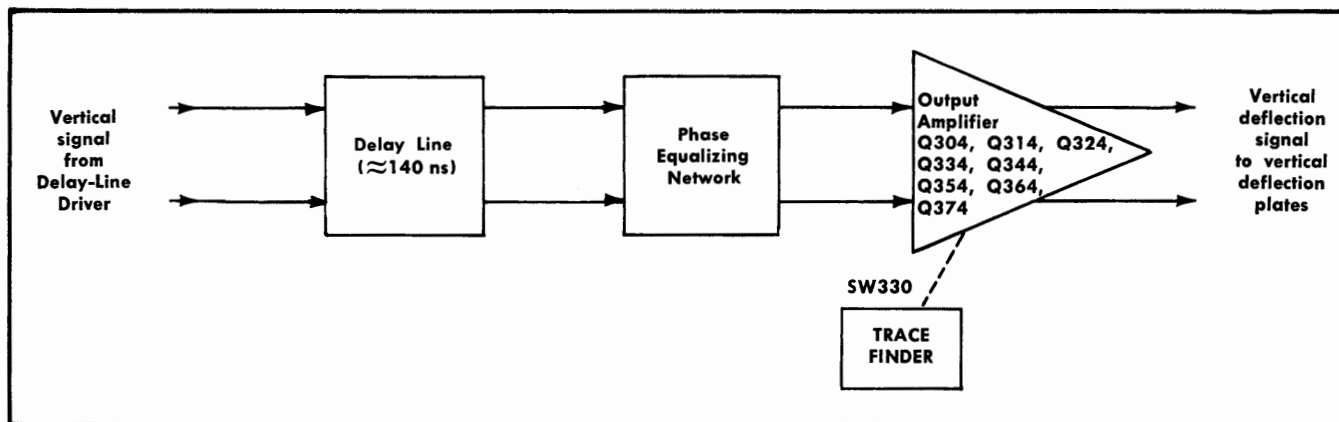 Vertical
signal
from
Delay-Line
Driver
Delay Line
(≈140 ns)
Phase
Equalizing
Network
Output
Amplifier
Q304, Q314, Q324,
Q334, Q344,
Q354, Q364,
Q374
Vertical
deflection
signal
to vertical
deflection
plates
SW330
TRACE
FINDER